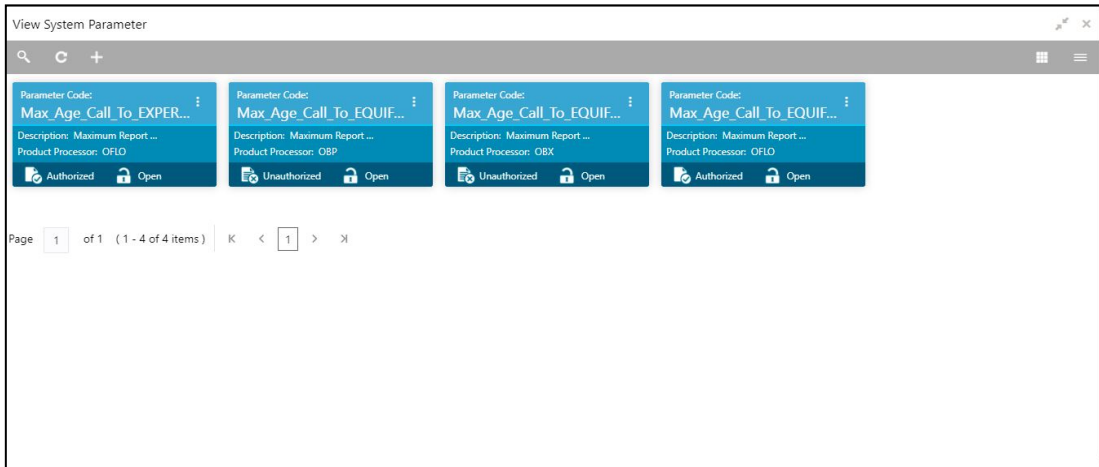 View System Parameter
Parameter Code:
Max_Age_Call_To_EXPER...
Description: Maximum Report ...
Product Processor: OFLO
Authorized Open
Parameter Code:
Max_Age_Call_To_EQUIF...
Description: Maximum Report ...
Product Processor: OBP
Unauthorized Open
Parameter Code:
Max_Age_Call_To_EQUIF...
Description: Maximum Report ...
Product Processor: OBX
Unauthorized Open
Parameter Code:
Max_Age_Call_To_EQUIF...
Description: Maximum Report ...
Product Processor: OFLO
Authorized Open
Page 1 of 1 (1 - 4 of 4 items) 1